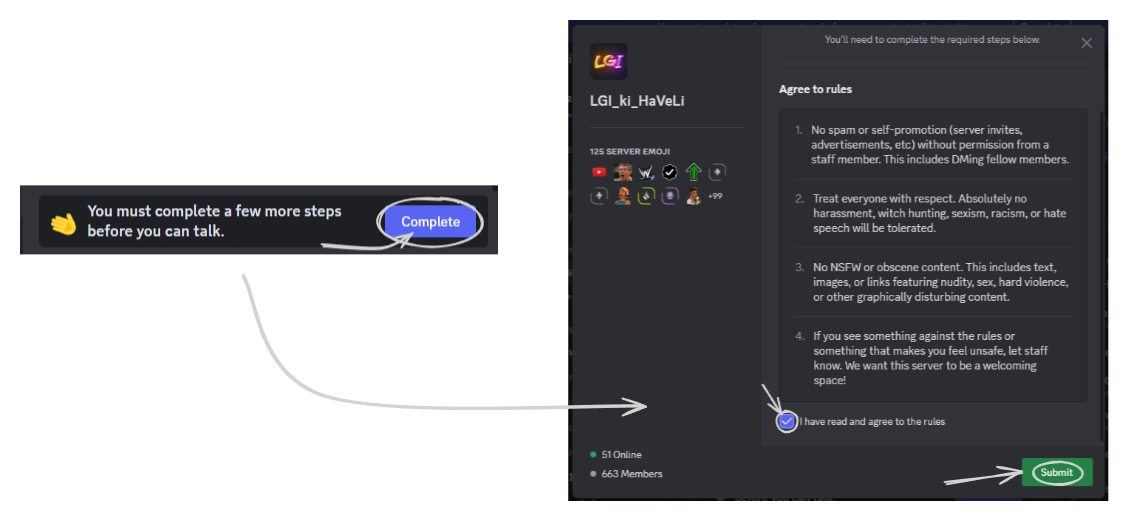 You must complete a few more steps
before you can talk.
Complete
You'll need to complete the required steps below.
LGI
LGI_ki_HaVeLi
125 SERVER EMOJI
+99
51 Online
663 Members
Agree to rules
1. No spam or self-promotion (server invites,
advertisements, etc) without permission from a
staff member. This includes DMing fellow members.
2. Treat everyone with respect. Absolutely no
harassment, witch hunting, sexism, racism, or hate
speech will be tolerated.
3. No NSFW or obscene content. This includes text,
images, or links featuring nudity, sex, hard violence,
or other graphically disturbing content.
4. If you see something against the rules or
something that makes you feel unsafe, let staff
know. We want this server to be a welcoming
space!
I have read and agree to the rules
Submit